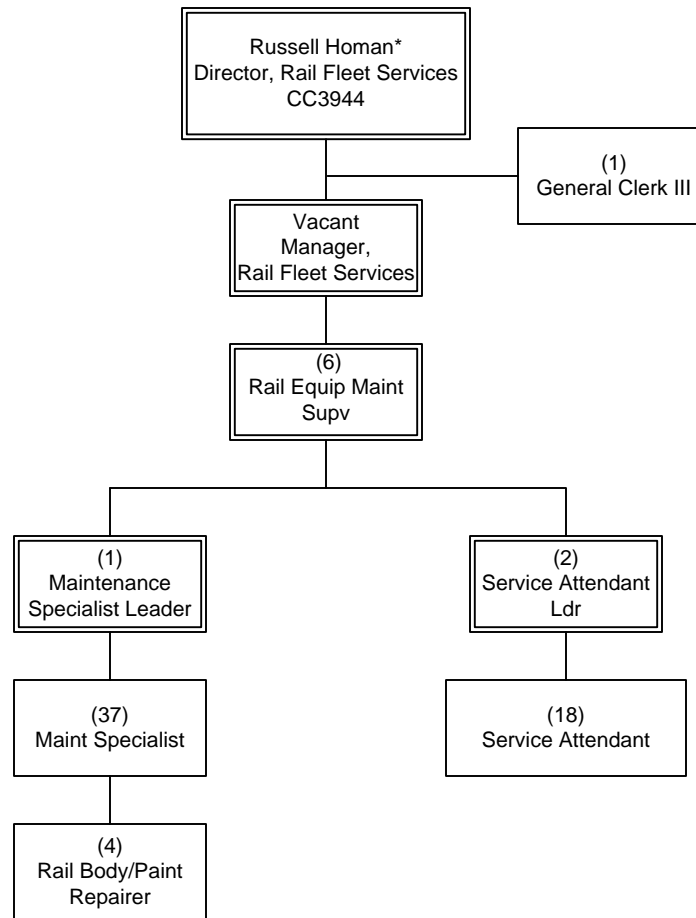 Russell Homan*
Director, Rail Fleet Services
CC3944
(1)
General Clerk III
Vacant
Manager,
Rail Fleet Services
(6)
Rail Equip Maint
Supv
(1)
Maintenance
Specialist Leader
(2)
Service Attendant
Ldr
(37)
Maint Specialist
(18)
Service Attendant
(4)
Rail Body/Paint
Repairer